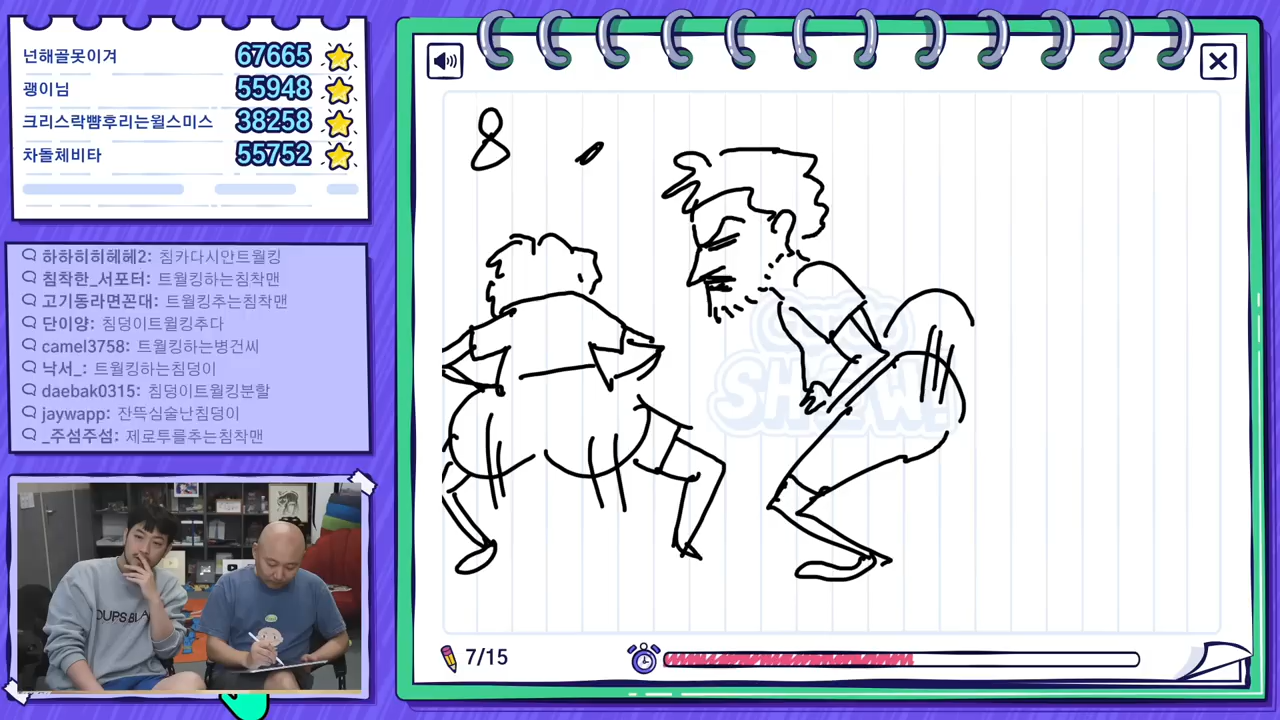 넌해골못이겨 67665
괭이님 55948
크리스락뺨후리는윌스미스 38258
차돌체비타 55752
하하히히헤헤2: 침카다시안트월킹
침착한_서포터: 트월킹하는침착맨
고기동라면꼰대: 트월킹추는침착맨
단이양: 침덩이트월킹추다
camel3758: 트월킹하는병건씨
낙서_: 트월킹하는침덩이
daebak0315: 침덩이트월킹분할
jaywapp: 잔뜩심술난침덩이
_주섬주섬: 제로투를추는침착맨
8
SHOW!
7/15